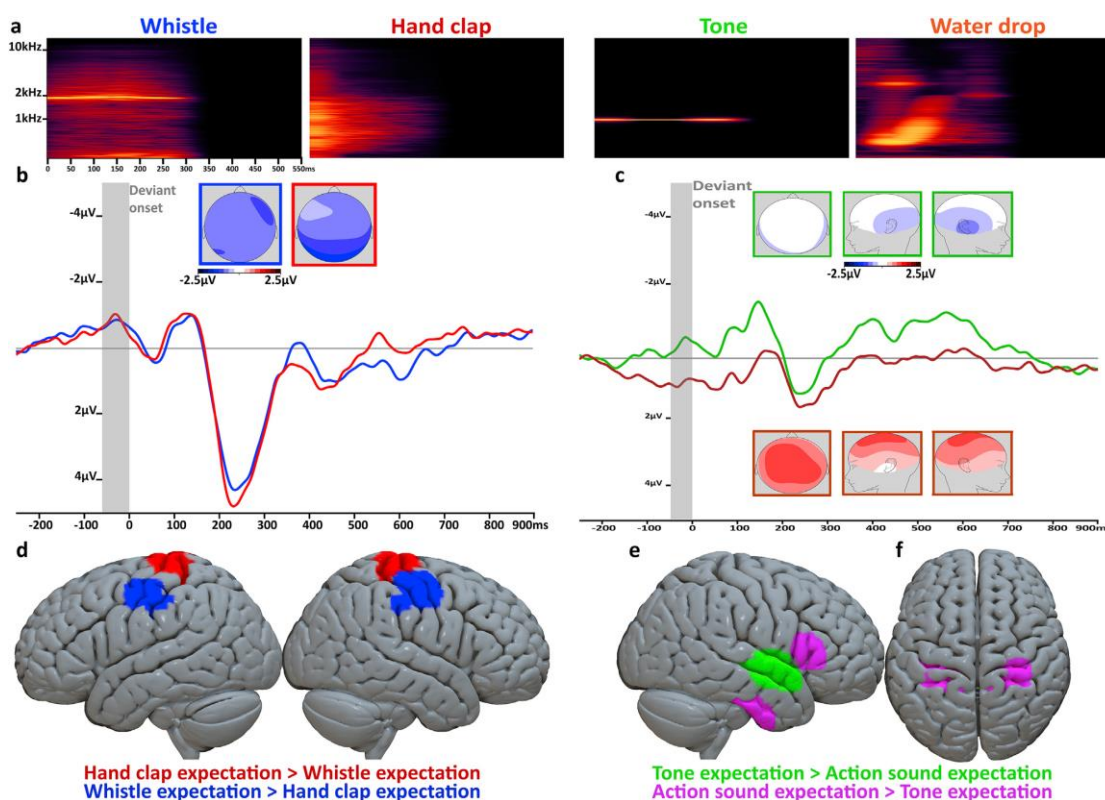 a
Whistle
Hand clap
Tone
Water drop
10kHz
2kHz
1kHz
0 50 100 150 200 250 300 350 400 450 500 550ms
b
Deviant
onset
-4µV
-2µV
2µV
4µV
-2.5µV 2.5µV
-200 -100 0 100 200 300 400 500 600 700 800 900ms
c
Deviant
onset
-4µV
-2µV
2µV
4µV
-2.5µV 2.5µV
-200 -100 0 100 200 300 400 500 600 700 800 900ms
d
Hand clap expectation > Whistle expectation
Whistle expectation > Hand clap expectation
e
f
Tone expectation > Action sound expectation
Action sound expectation > Tone expectation